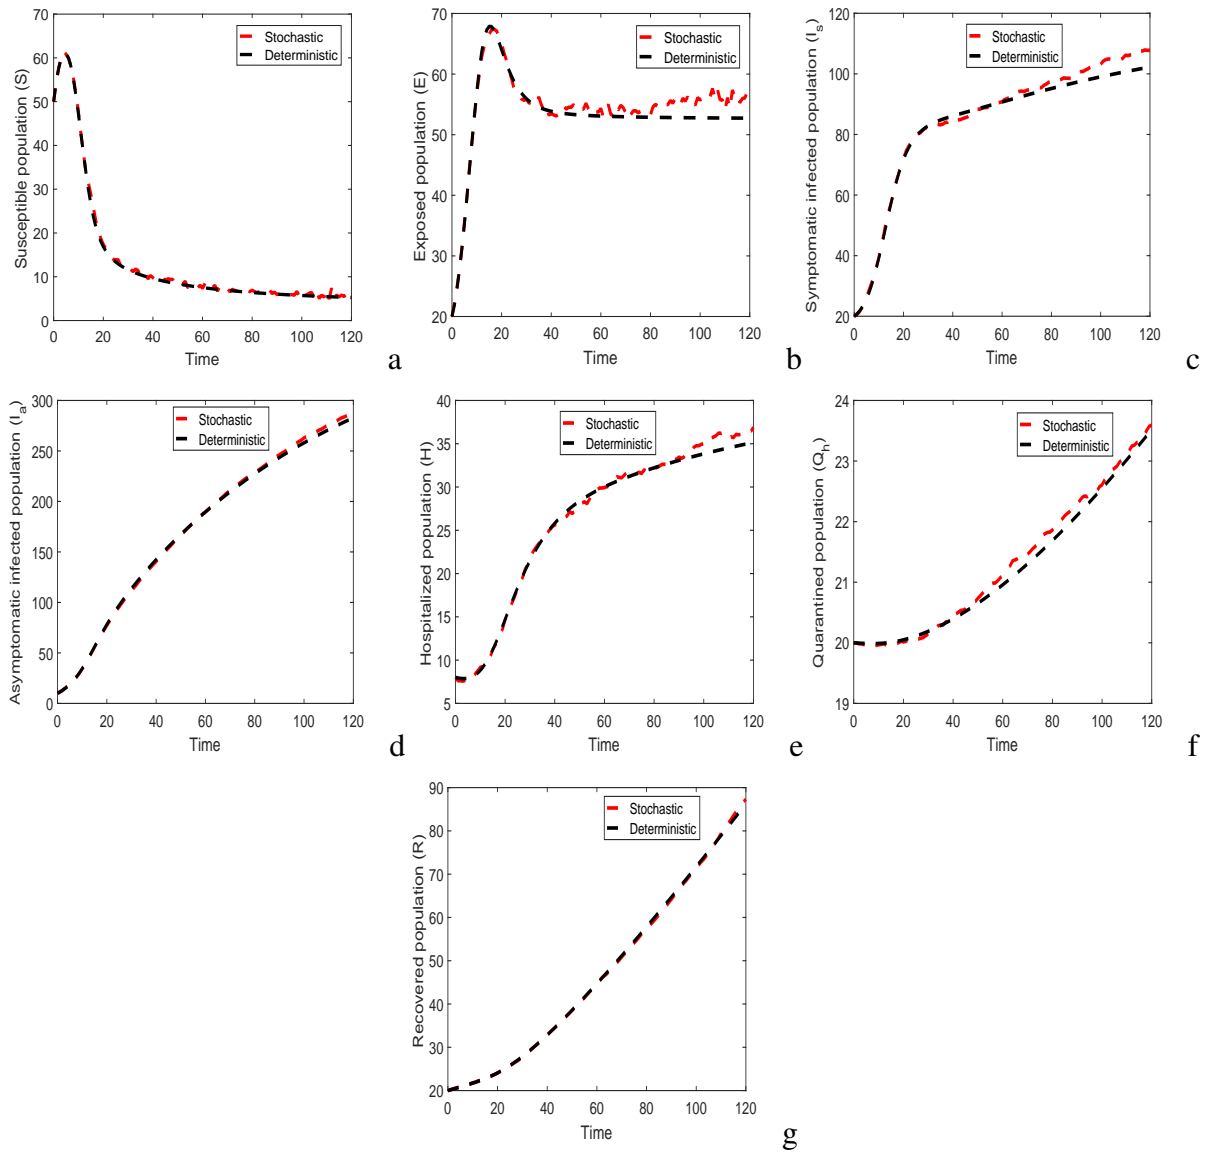 70
60
50
40
30
20
10
0
Susceptible population (S)
Stochastic
Deterministic
0 20 40 60 80 100 120
Time
a
70
60
50
40
30
20
Exposed population (E)
Stochastic
Deterministic
0 20 40 60 80 100 120
Time
b
120
100
80
60
40
20
Symptomatic infected population (I_s)
Stochastic
Deterministic
0 20 40 60 80 100 120
Time
c
300
250
200
150
100
50
0
Asymptomatic infected population (I_a)
Stochastic
Deterministic
0 20 40 60 80 100 120
Time
d
40
35
30
25
20
15
10
5
Hospitalized population (H)
Stochastic
Deterministic
0 20 40 60 80 100 120
Time
e
24
23
22
21
20
19
Quarantined population (Q_h)
Stochastic
Deterministic
0 20 40 60 80 100 120
Time
f
90
80
70
60
50
40
30
20
Recovered population (R)
Stochastic
Deterministic
0 20 40 60 80 100 120
Time
g